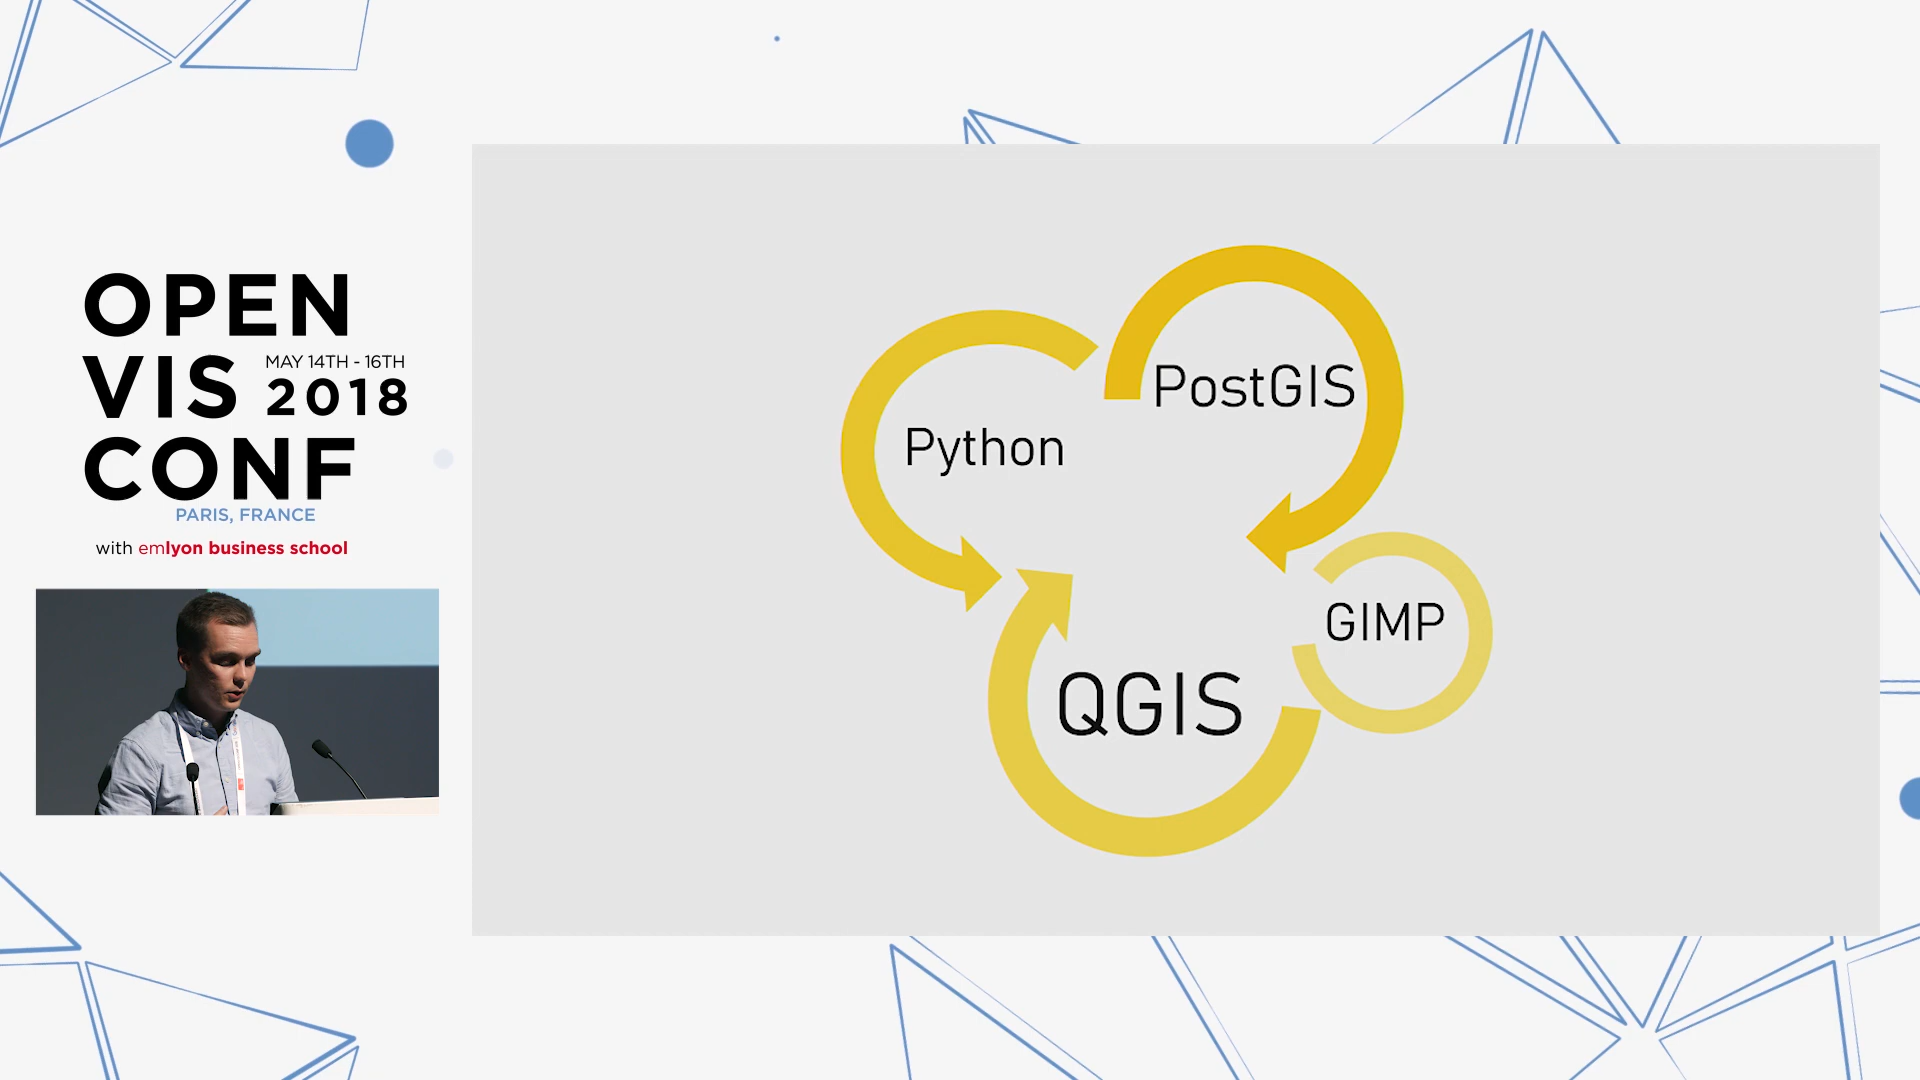 OPEN
VIS MAY 14TH - 16TH
2018
CONF
PARIS, FRANCE
with emlyon business school
PostGIS
Python
GIMP
QGIS